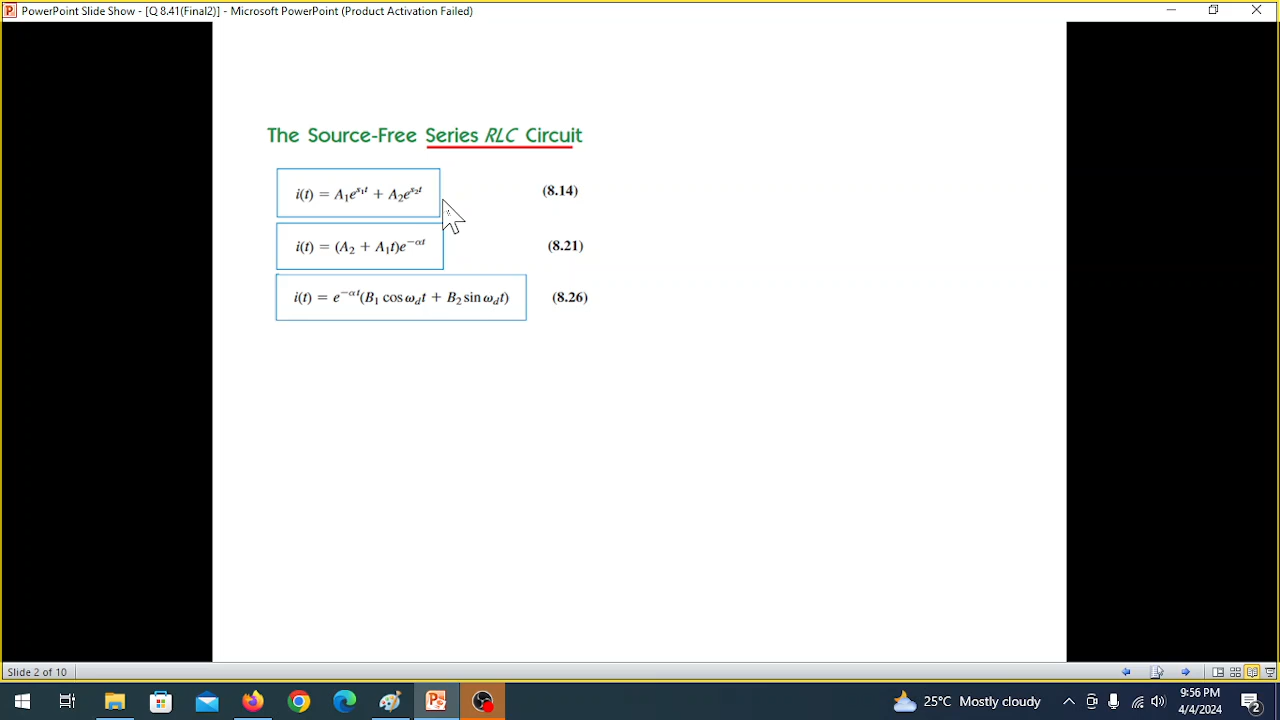 PowerPoint Slide Show - [Q 8.41(Final2)] - Microsoft PowerPoint (Product Activation Failed)
The Source-Free Series RLC Circuit
i(t) = A₁e^{s₁t} + A₂e^{s₂t} (8.14)
i(t) = (A₂ + A₁t)e^{−αt} (8.21)
i(t) = e^{−αt}(B₁ cos ω_d t + B₂ sin ω_d t) (8.26)
Slide 2 of 10
25°C Mostly cloudy
9:56 PM
4/4/2024
2